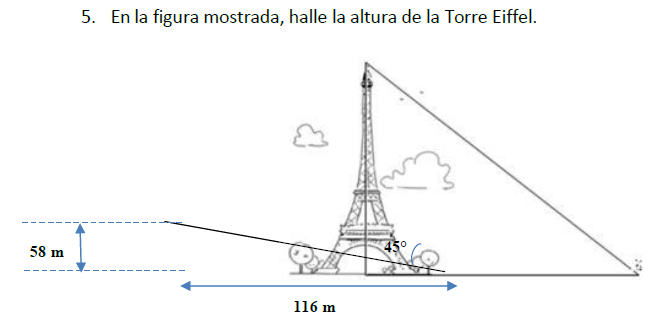 5. En la figura mostrada, halle la altura de la Torre Eiffel.
45°
58 m
116 m